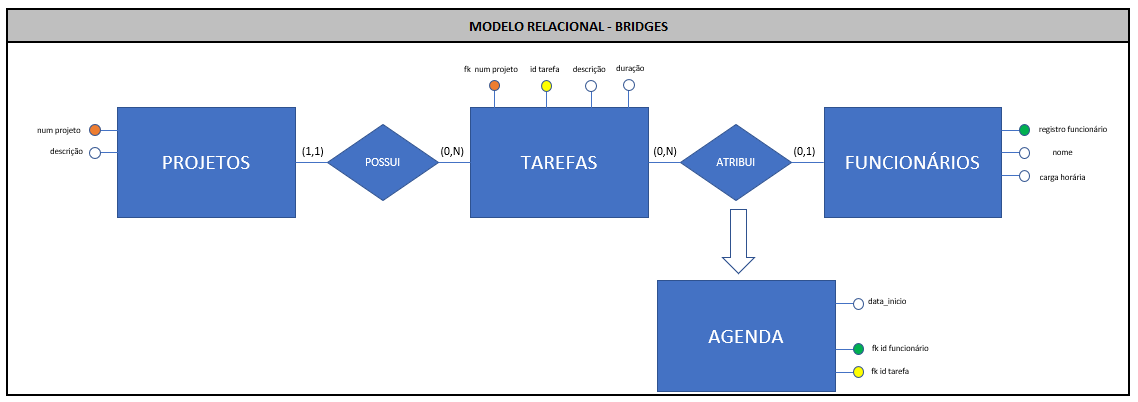 MODELO RELACIONAL - BRIDGES
fk num projeto
id tarefa
descrição
duração
num projeto
descrição
PROJETOS
(1,1)
POSSUI
(0,N)
TAREFAS
(0,N)
ATRIBUI
(0,1)
FUNCIONÁRIOS
registro funcionário
nome
carga horária
AGENDA
data_inicio
fk id funcionário
fk id tarefa